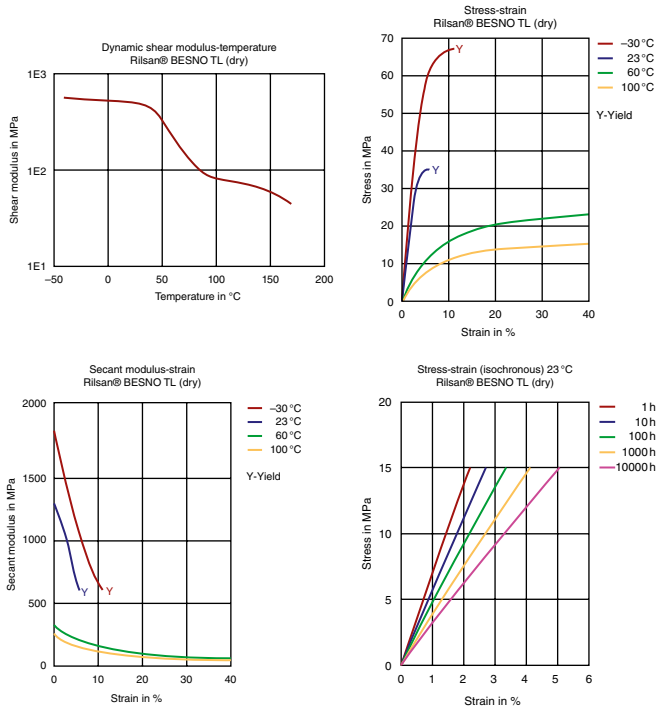 Dynamic shear modulus-temperature
Rilsan® BESNO TL (dry)
Shear modulus in MPa
1E3
1E2
1E1
–50
0
50
100
150
200
Temperature in °C
Stress-strain
Rilsan® BESNO TL (dry)
Stress in MPa
70
60
50
40
30
20
10
0
0
10
20
30
40
Strain in %
Y
Y
–30 °C
23 °C
60 °C
100 °C
Y-Yield
Secant modulus-strain
Rilsan® BESNO TL (dry)
Secant modulus in MPa
2000
1500
1000
500
0
0
10
20
30
40
Strain in %
Y
Y
–30 °C
23 °C
60 °C
100 °C
Y-Yield
Stress-strain (isochronous) 23 °C
Rilsan® BESNO TL (dry)
Stress in MPa
20
15
10
5
0
0
1
2
3
4
5
6
Strain in %
1 h
10 h
100 h
1000 h
10000 h